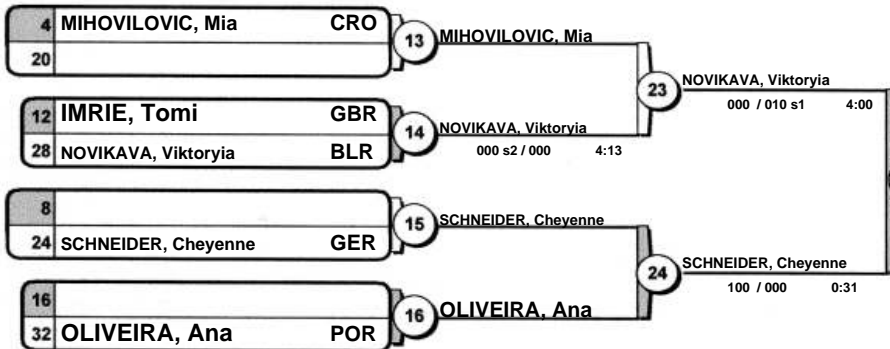 4 MIHOVILOVIC, Mia CRO
20
13 MIHOVILOVIC, Mia
12 IMRIE, Tomi GBR
28 NOVIKAVA, Viktoryia BLR
14 NOVIKAVA, Viktoryia
000 s2 / 000 4:13
23 NOVIKAVA, Viktoryia
000 / 010 s1 4:00
8
24 SCHNEIDER, Cheyenne GER
15 SCHNEIDER, Cheyenne
16
32 OLIVEIRA, Ana POR
16 OLIVEIRA, Ana
24 SCHNEIDER, Cheyenne
100 / 000 0:31